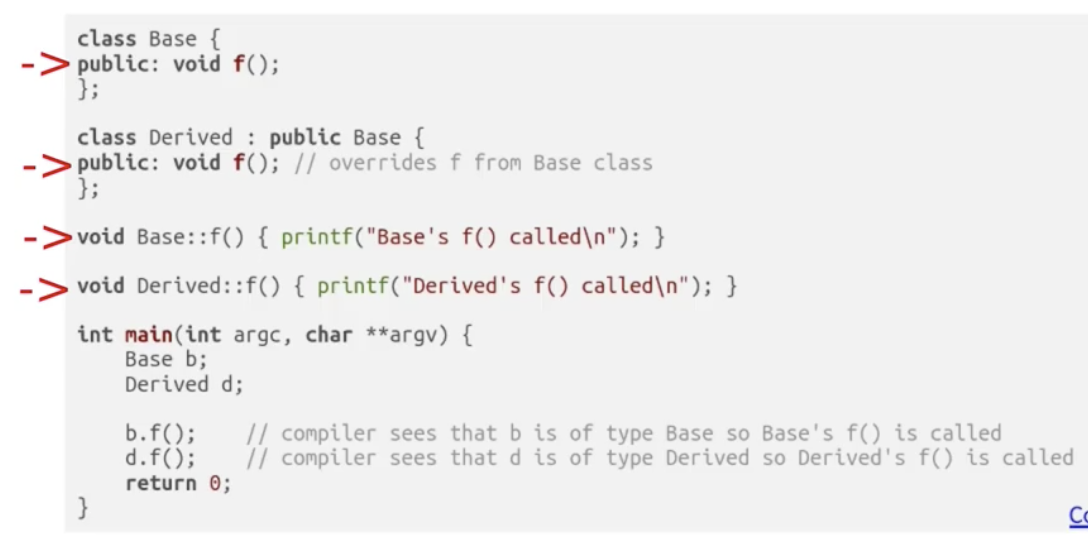 class Base {
-> public: void f();
};
class Derived : public Base {
-> public: void f(); // overrides f from Base class
};
-> void Base::f() { printf("Base's f() called\n"); }
-> void Derived::f() { printf("Derived's f() called\n"); }
int main(int argc, char **argv) {
    Base b;
    Derived d;
    b.f();    // compiler sees that b is of type Base so Base's f() is called
    d.f();    // compiler sees that d is of type Derived so Derived's f() is called
    return 0;
}